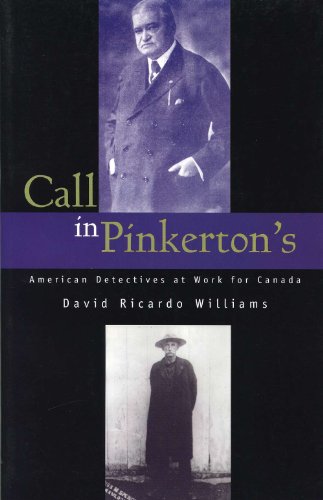 Call
in
Pinkerton's
American Detectives at Work for Canada
David Ricardo Williams